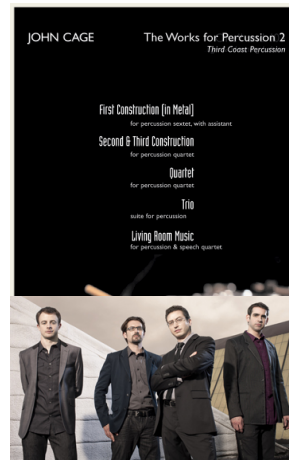 JOHN CAGE
The Works for Percussion 2
Third Coast Percussion
First Construction (in Metal)
for percussion sextet, with assistant
Second & Third Construction
for percussion quartet
Quartet
for percussion quartet
Trio
suite for percussion
Living Room Music
for percussion & speech quartet